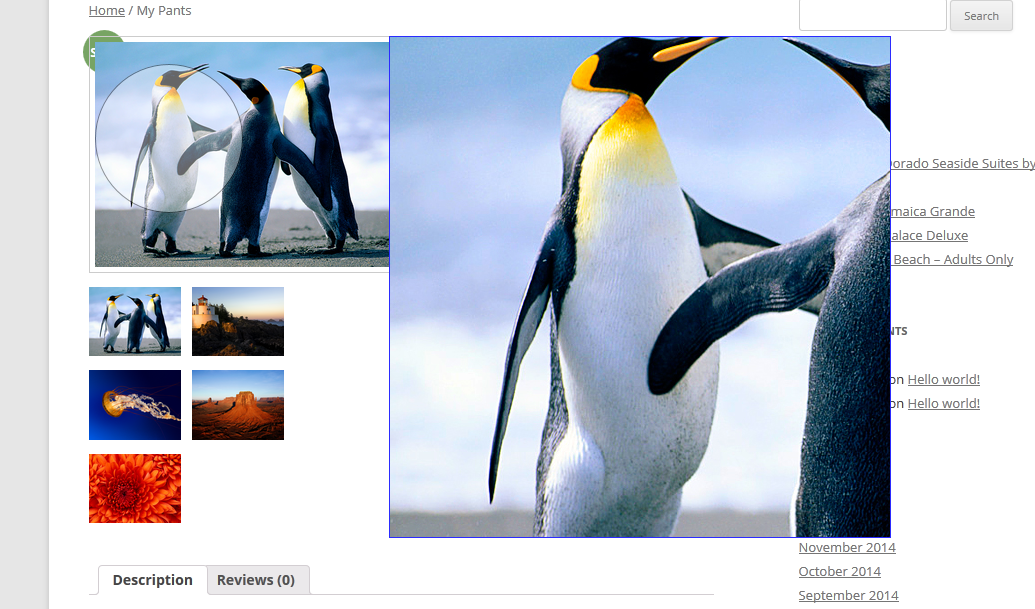 Home / My Pants
Search
Dorado Seaside Suites by
maica Grande
alace Deluxe
Beach – Adults Only
NTS
on Hello world!
on Hello world!
November 2014
October 2014
September 2014
Description
Reviews (0)